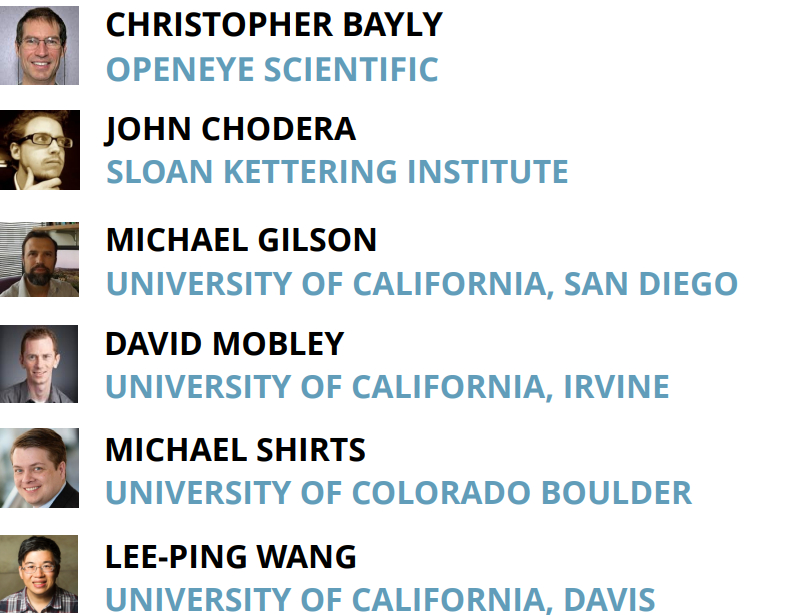 CHRISTOPHER BAYLY
OPENEYE SCIENTIFIC
JOHN CHODERA
SLOAN KETTERING INSTITUTE
MICHAEL GILSON
UNIVERSITY OF CALIFORNIA, SAN DIEGO
DAVID MOBLEY
UNIVERSITY OF CALIFORNIA, IRVINE
MICHAEL SHIRTS
UNIVERSITY OF COLORADO BOULDER
LEE-PING WANG
UNIVERSITY OF CALIFORNIA, DAVIS